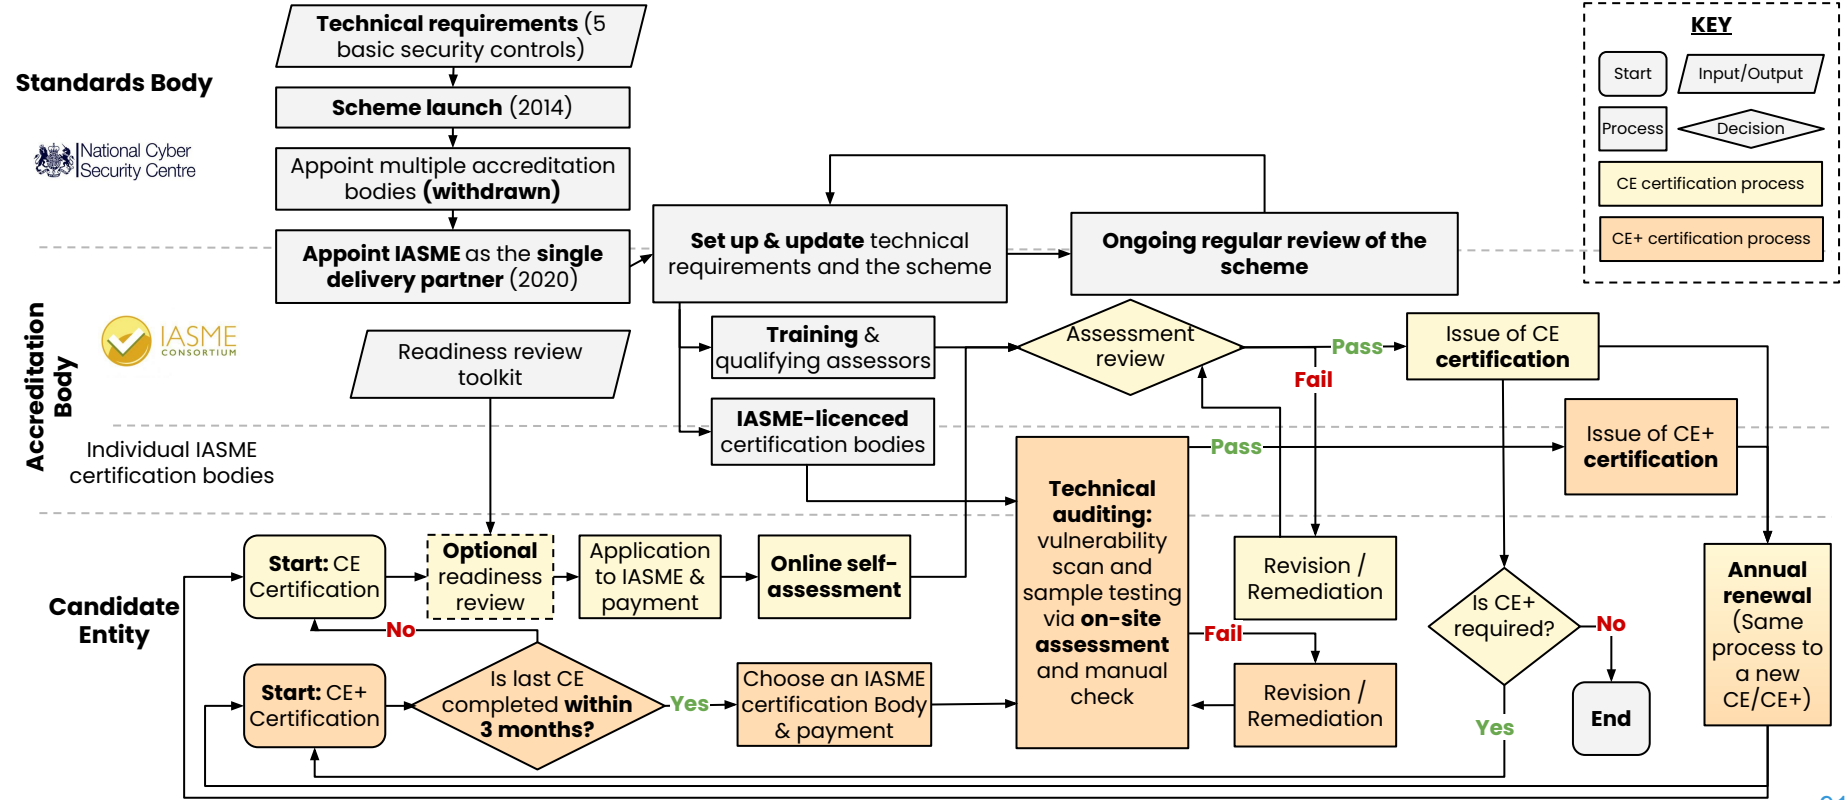 Technical requirements (5
basic security controls)
Standards Body
Scheme launch (2014)
National Cyber
Security Centre
Appoint multiple accreditation
bodies (withdrawn)
Appoint IASME as the single
delivery partner (2020)
Set up & update technical
requirements and the scheme
Ongoing regular review of the
scheme
KEY
Start
Input/Output
Process
Decision
CE certification process
CE+ certification process
Accreditation
Body
IASME
CONSORTIUM
Readiness review
toolkit
Training &
qualifying assessors
Assessment
review
Pass
Fail
Issue of CE
certification
IASME-licenced
certification bodies
Individual IASME
certification bodies
Pass
Issue of CE+
certification
Technical
auditing:
vulnerability
scan and
sample testing
via on-site
assessment
and manual
check
Candidate
Entity
Start: CE
Certification
Optional
readiness
review
Application
to IASME &
payment
Online self-
assessment
Revision /
Remediation
Is CE+
required?
No
Annual
renewal
(Same
process to
a new
CE/CE+)
No
Fail
Start: CE+
Certification
Is last CE
completed within
3 months?
Yes
Choose an IASME
certification Body
& payment
Revision /
Remediation
Yes
End